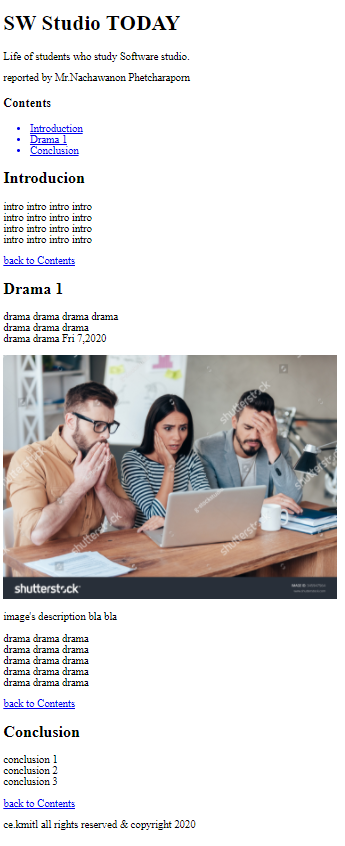 SW Studio TODAY
Life of students who study Software studio.
reported by Mr.Nachawanon Phetcharaporn
Contents
Introduction
Drama 1
Conclusion
Introducion
intro intro intro intro
intro intro intro intro
intro intro intro intro
intro intro intro intro
back to Contents
Drama 1
drama drama drama drama
drama drama drama
drama drama Fri 7,2020
shutterstock
image's description bla bla
drama drama drama
drama drama drama
drama drama drama
drama drama drama
drama drama drama
back to Contents
Conclusion
conclusion 1
conclusion 2
conclusion 3
back to Contents
ce.kmitl all rights reserved & copyright 2020